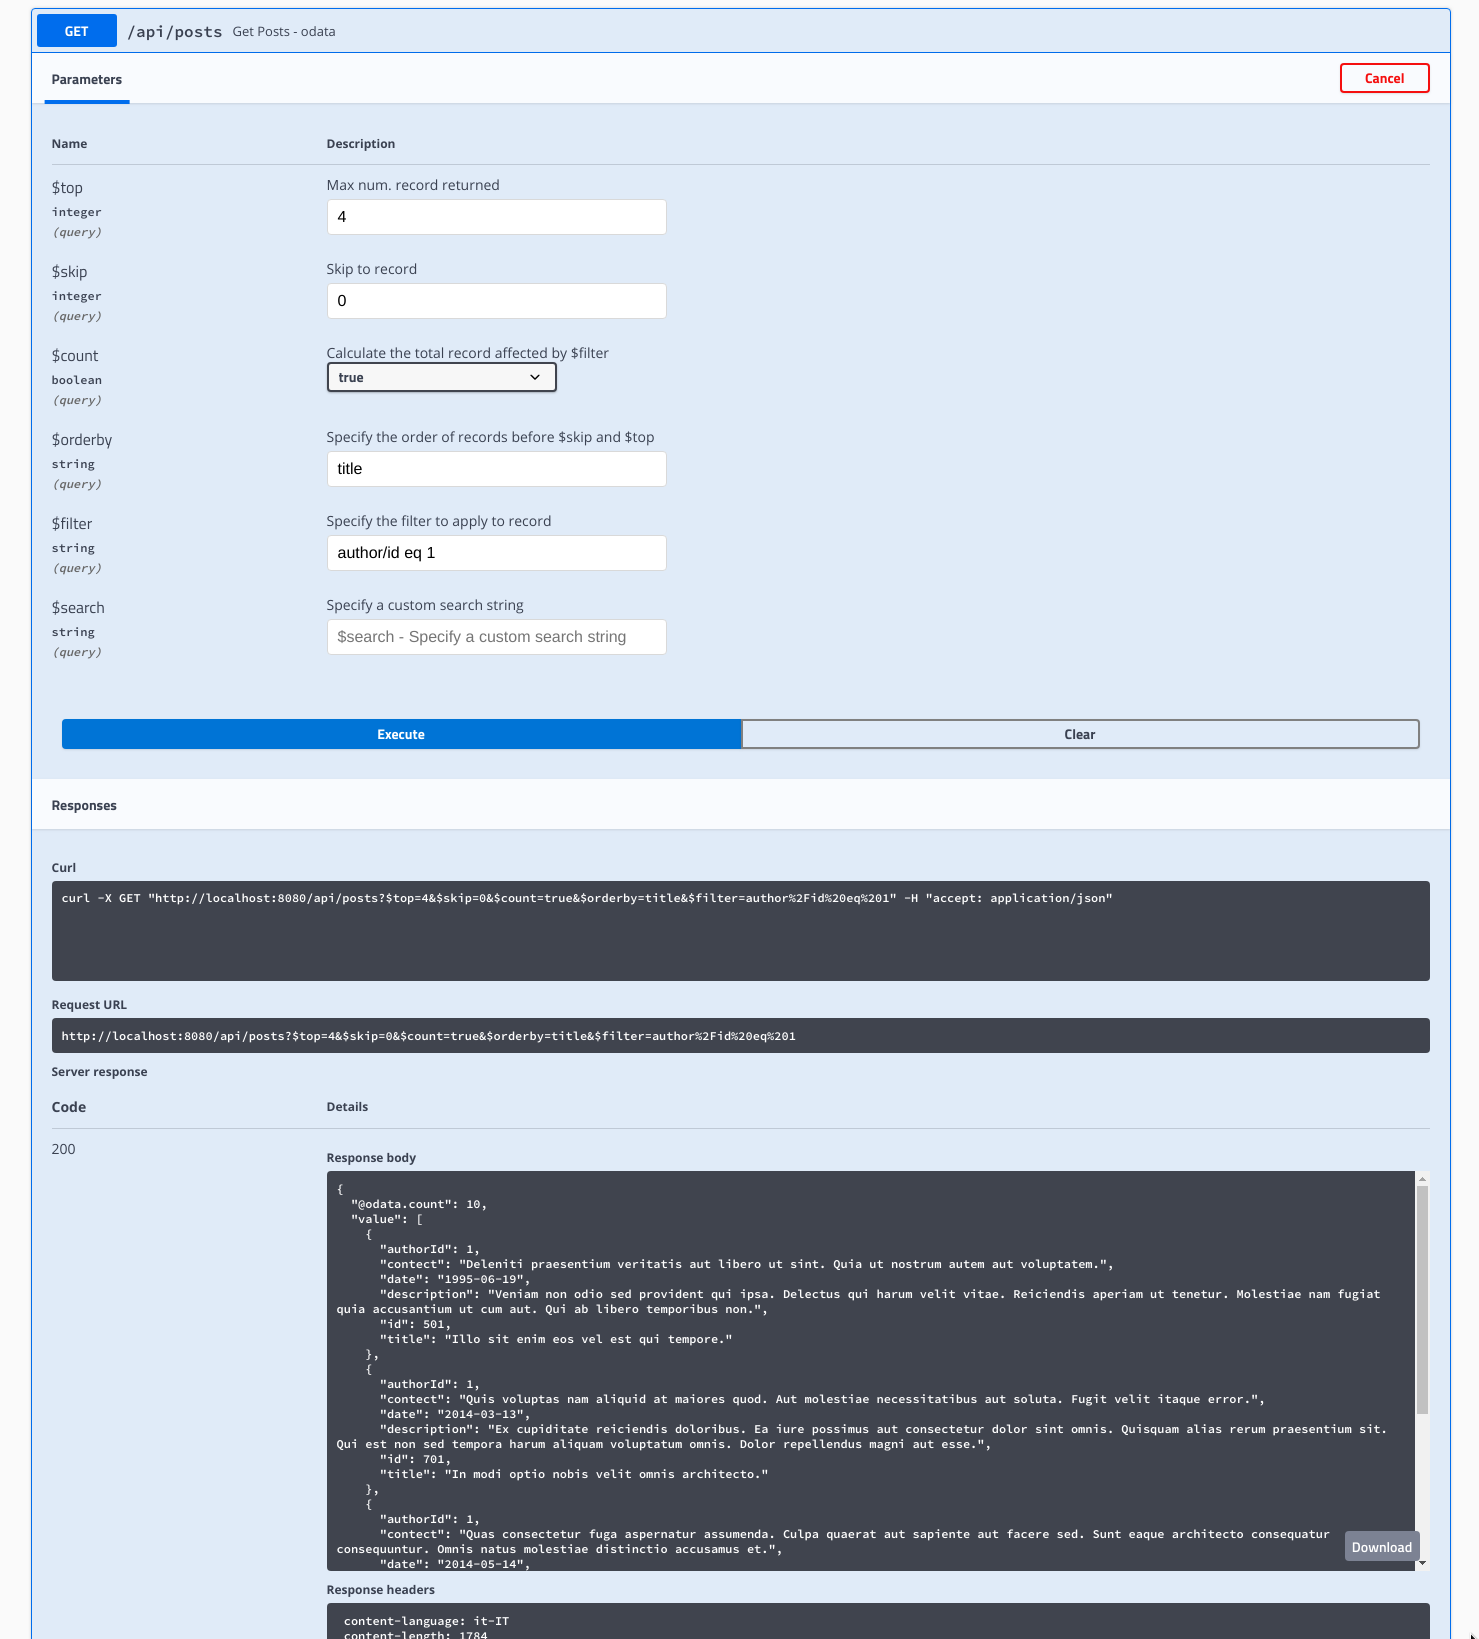 GET /api/posts Get Posts - odata
Parameters Cancel
Name Description
$top Max num. record returned
integer 4
(query)
$skip Skip to record
integer 0
(query)
$count Calculate the total record affected by $filter
boolean true
(query)
$orderby Specify the order of records before $skip and $top
string title
(query)
$filter Specify the filter to apply to record
string author/id eq 1
(query)
$search Specify a custom search string
string $search - Specify a custom search string
(query)
Execute Clear
Responses
Curl
curl -X GET "http://localhost:8080/api/posts?$top=4&$skip=0&$count=true&$orderby=title&$filter=author%2Fid%20eq%201" -H "accept: application/json"
Request URL
http://localhost:8080/api/posts?$top=4&$skip=0&$count=true&$orderby=title&$filter=author%2Fid%20eq%201
Server response
Code Details
200
Response body
{
"@odata.count": 10,
"value": [
{
"authorId": 1,
"contect": "Deleniti praesentium veritatis aut libero ut sint. Quia ut nostrum autem aut voluptatem.",
"date": "1995-06-19",
"description": "Veniam non odio sed provident qui ipsa. Delectus qui harum velit vitae. Reiciendis aperiam ut tenetur. Molestiae nam fugiat
quia accusantium ut cum aut. Qui ab libero temporibus non.",
"id": 501,
"title": "Illo sit enim eos vel est qui tempore."
},
{
"authorId": 1,
"contect": "Quis voluptas nam aliquid at maiores quod. Aut molestiae necessitatibus aut soluta. Fugit velit itaque error.",
"date": "2014-03-13",
"description": "Ex cupiditate reiciendis doloribus. Ea iure possimus aut consectetur dolor sint omnis. Quisquam alias rerum praesentium sit.
Qui est non sed tempora harum aliquam voluptatum omnis. Dolor repellendus magni aut esse.",
"id": 701,
"title": "In modi optio nobis velit omnis architecto."
},
{
"authorId": 1,
"contect": "Quas consectetur fuga aspernatur assumenda. Culpa quaerat aut sapiente aut facere sed. Sunt eaque architecto consequatur
consequuntur. Omnis natus molestiae distinctio accusamus et.",
"date": "2014-05-14",
Download
Response headers
content-language: it-IT
content-length: 1784